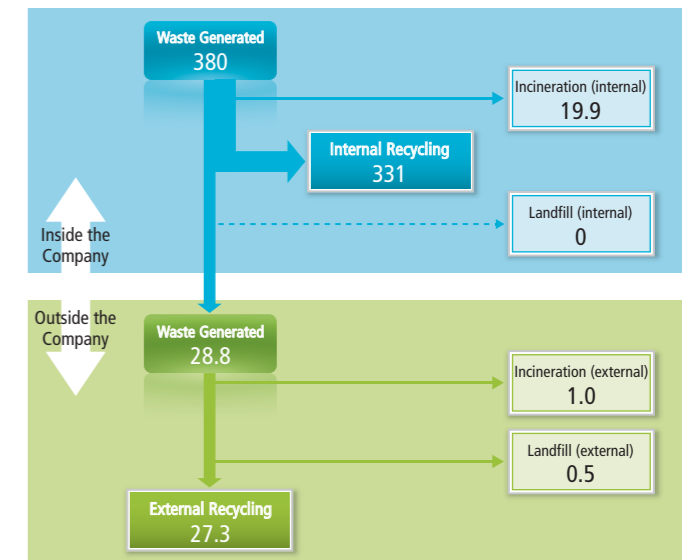 Waste Generated
380
Incineration (internal)
19.9
Internal Recycling
331
Landfill (internal)
0
Inside the
Company
Outside the
Company
Waste Generated
28.8
Incineration (external)
1.0
Landfill (external)
0.5
External Recycling
27.3